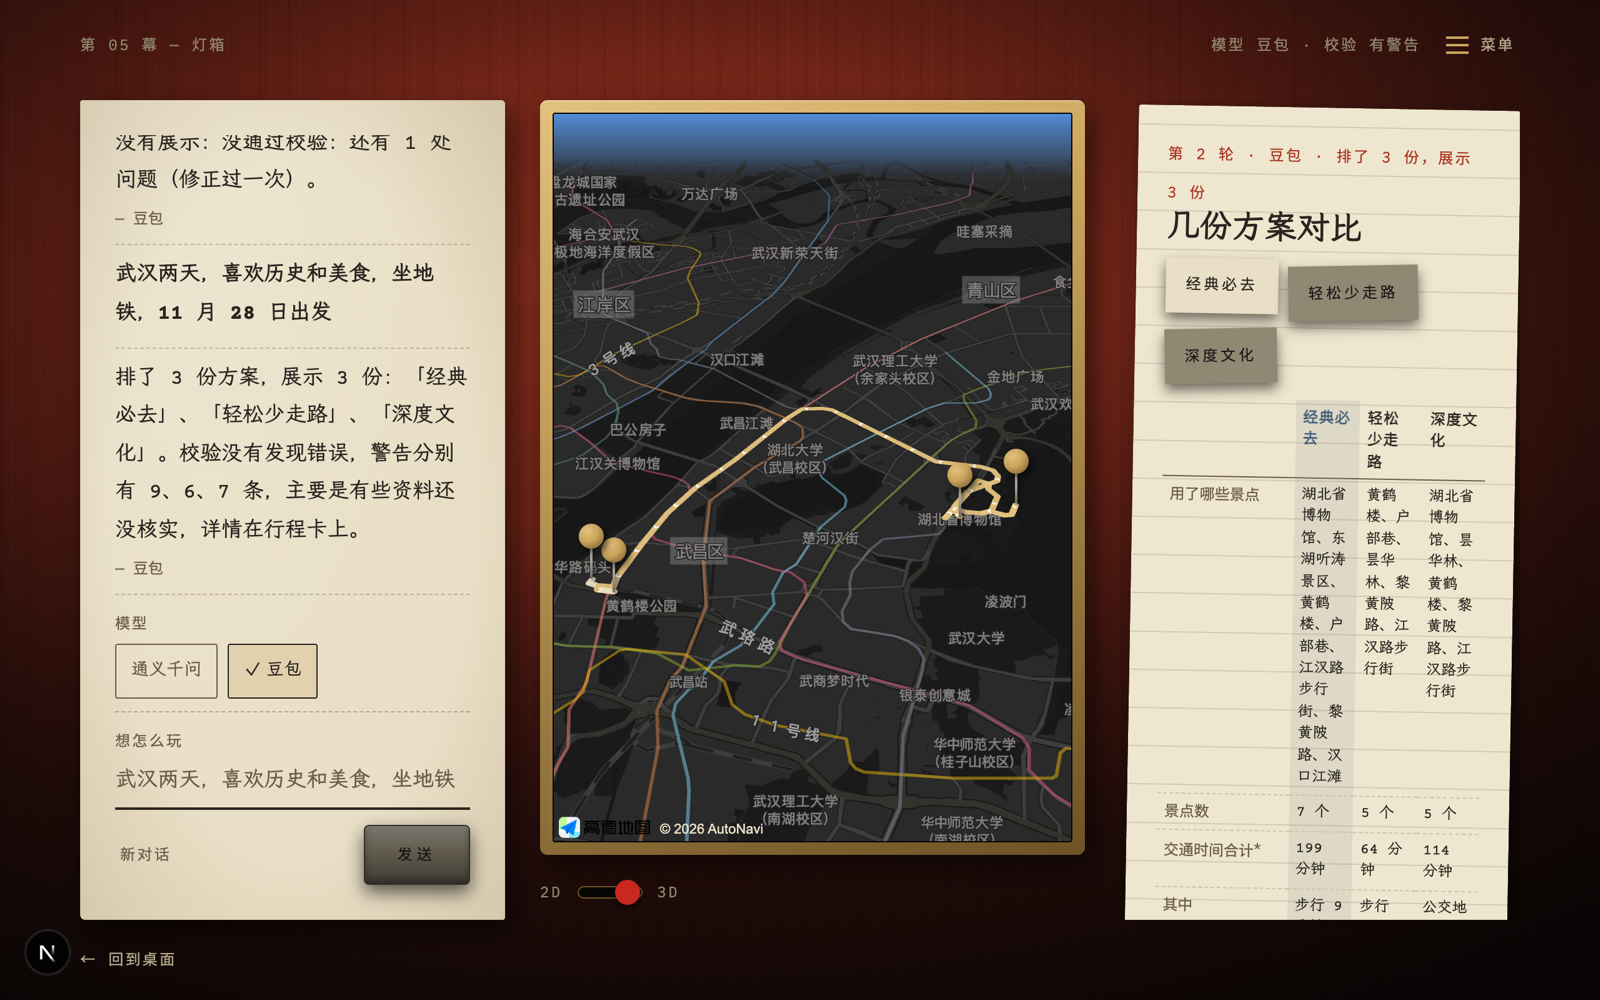 第 05 幕 — 灯箱
模型 豆包 · 校验 有警告
菜单
没有展示：没通过校验：还有 1 处
问题（修正过一次）。
— 豆包
武汉两天，喜欢历史和美食，坐地
铁，11 月 28 日出发
排了 3 份方案，展示 3 份：「经典
必去」、「轻松少走路」、「深度文
化」。校验没有发现错误，警告分别
有 9、6、7 条，主要是有些资料还
没核实，详情在行程卡上。
— 豆包
模型
通义千问
✓ 豆包
想怎么玩
武汉两天，喜欢历史和美食，坐地铁
新对话
发送
← 回到桌面
N
盘龙城国家
古遗址公园
万达广场
海合安武汉
极地海洋度假区
武汉新荣天街
哇塞采摘
江岸区
青山区
3号线
汉口江滩
武汉理工大学
(余家头校区)
金地广场
武汉欢
巴公房子
武昌江滩
江汉关博物馆
湖北大学
(武昌校区)
湖北省博物馆
楚河汉街
武昌区
华路码头
黄鹤楼公园
凌波门
武珞路
武汉大学
武昌站
武商梦时代
银泰创意城
11号线
华中师范大学
(桂子山校区)
武汉理工大学
(南湖校区)
华中师范大学
(南湖校区)
高德地图 © 2026 AutoNavi
2D
3D
第 2 轮 · 豆包 · 排了 3 份，展示
3 份
几份方案对比
经典必去
轻松少走路
深度文化
经典必
去
轻松
少走
路
深度文
化
用了哪些景点
湖北省
博物
馆、东
湖听涛
景区、
黄鹤
楼、户
部巷、
江汉路
步行
街、黎
黄陂
路、汉
口江滩
黄鹤
楼、户
部巷、
昙华
林、黎
黄陂
路、江
汉路步
行街
湖北省
博物
馆、昙
华林、
黄鹤
楼、黎
黄陂
路、江
汉路步
行街
景点数
7 个
5 个
5 个
交通时间合计*
199
分钟
64 分
钟
114
分钟
其中
步行 9
步行
公交地